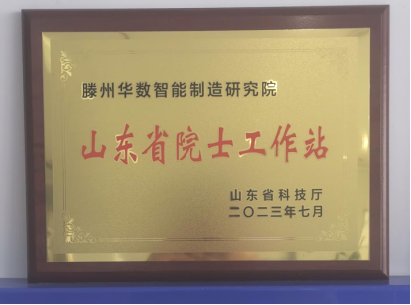 滕州华数智能制造研究院
山东省院士工作站
山东省科技厅
二〇二三年七月